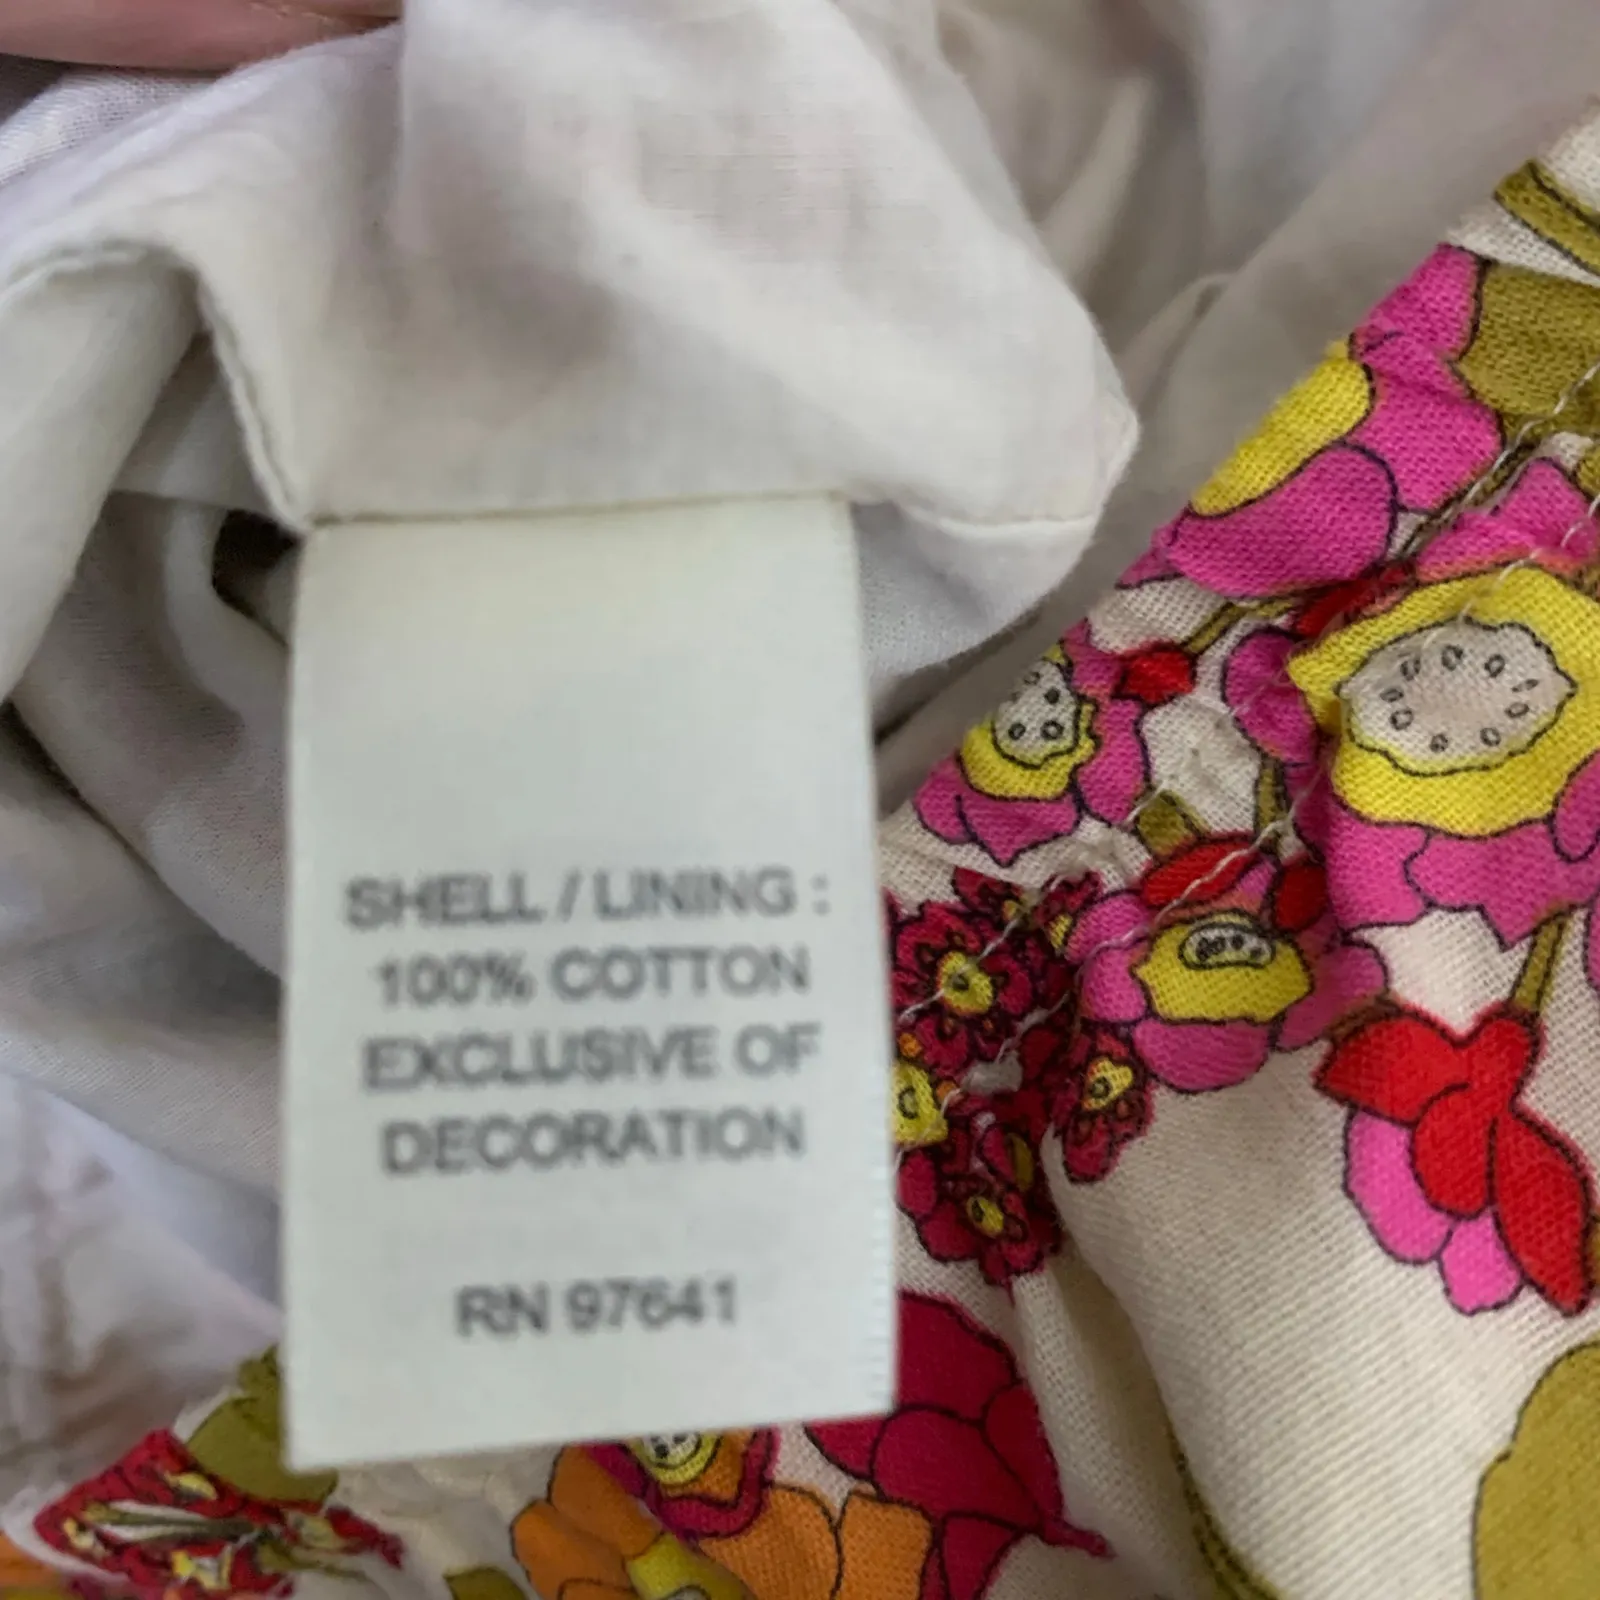 SHELL / LINING :
100% COTTON
EXCLUSIVE OF
DECORATION
RN 97641